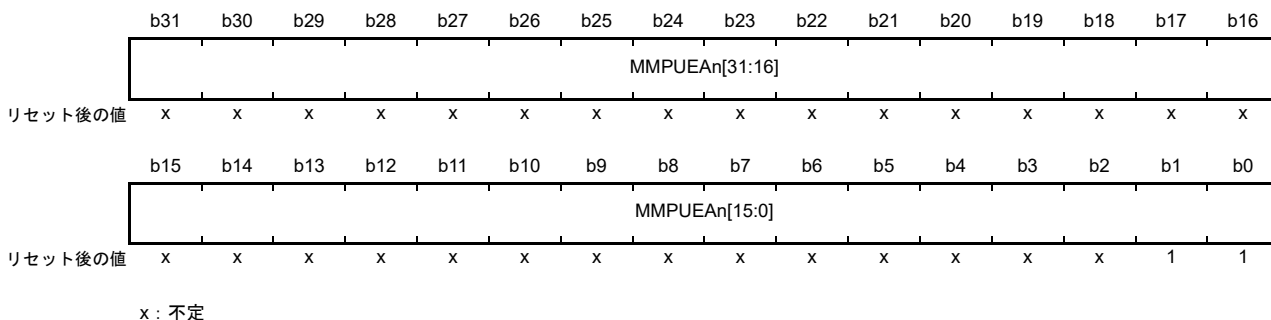 b31 b30 b29 b28 b27 b26 b25 b24 b23 b22 b21 b20 b19 b18 b17 b16
MMPUEAn[31:16]
リセット後の値 x x x x x x x x x x x x x x x x
b15 b14 b13 b12 b11 b10 b9 b8 b7 b6 b5 b4 b3 b2 b1 b0
MMPUEAn[15:0]
リセット後の値 x x x x x x x x x x x x x x 1 1
x：不定